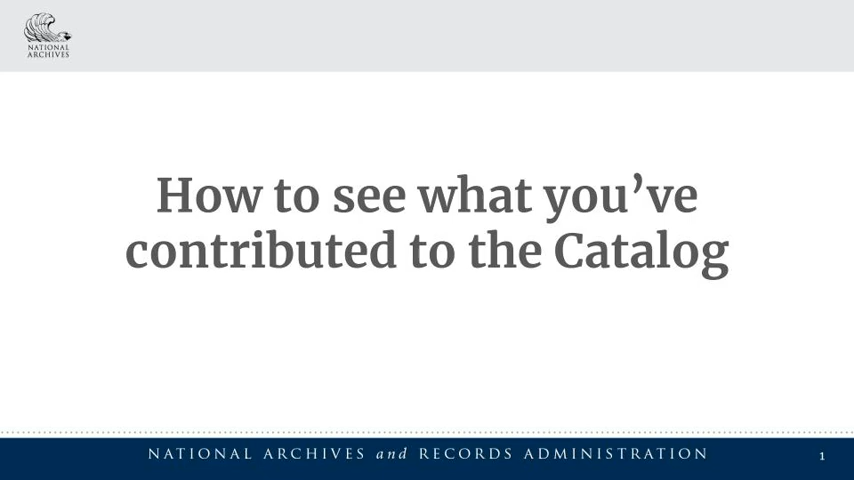 NATIONAL
ARCHIVES
How to see what you’ve
contributed to the Catalog
NATIONAL ARCHIVES and RECORDS ADMINISTRATION
1